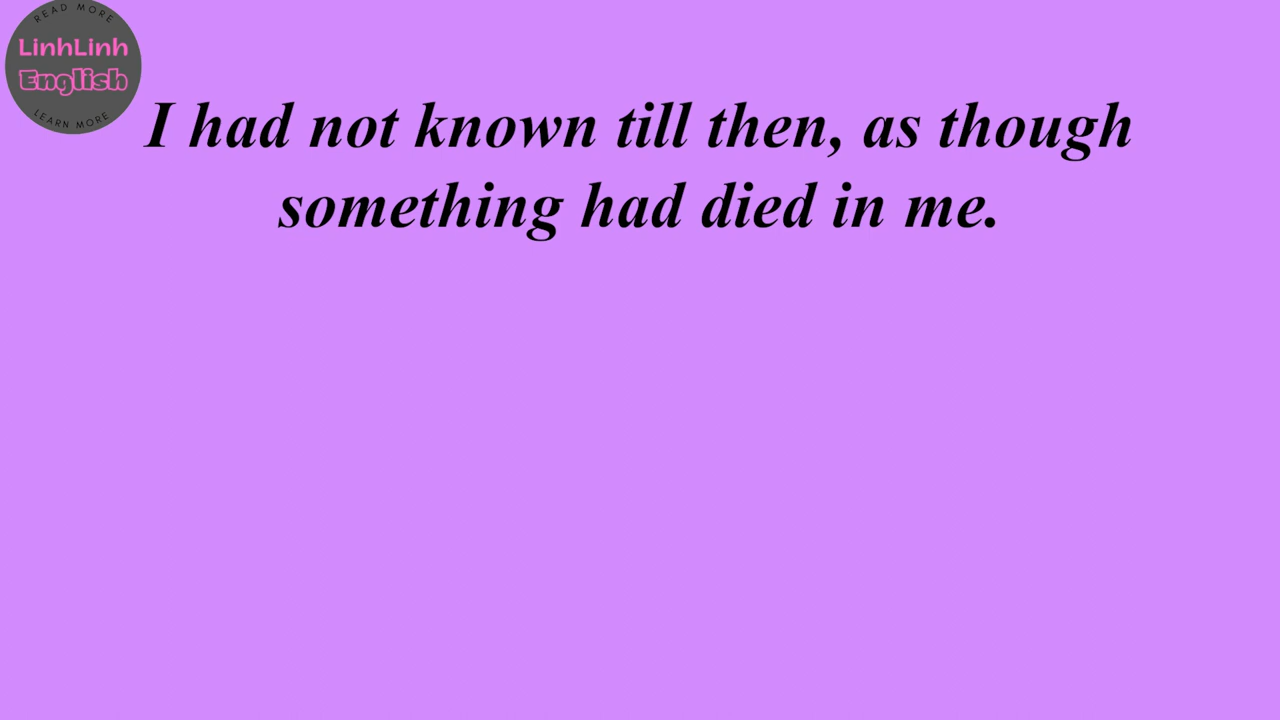 READ MORE
LinhLinh
English
LEARN MORE
I had not known till then, as though
something had died in me.